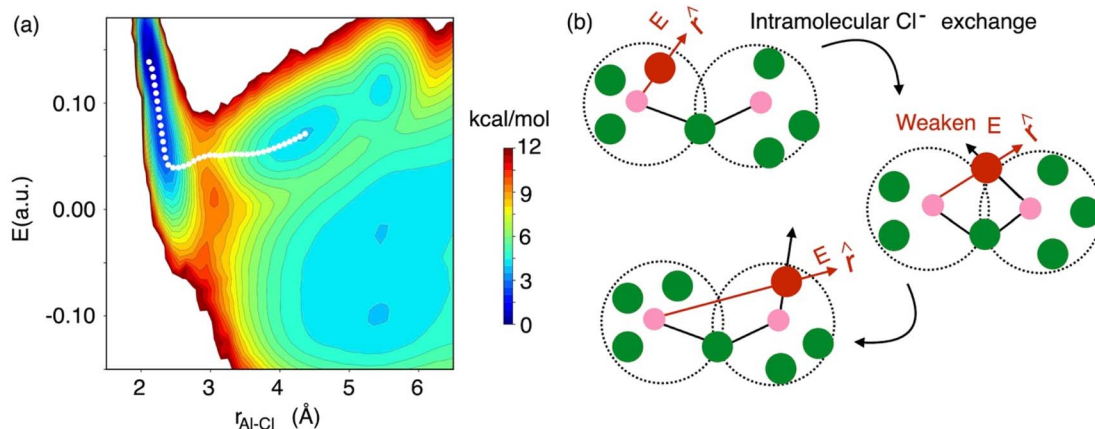 (a)
E(a.u.)
0.10
0.00
-0.10
2 3 4 5 6
r_Al-Cl (Å)
kcal/mol
12
9
6
3
0
(b)
Intramolecular Cl⁻ exchange
E r̂
Weaken E r̂
E r̂